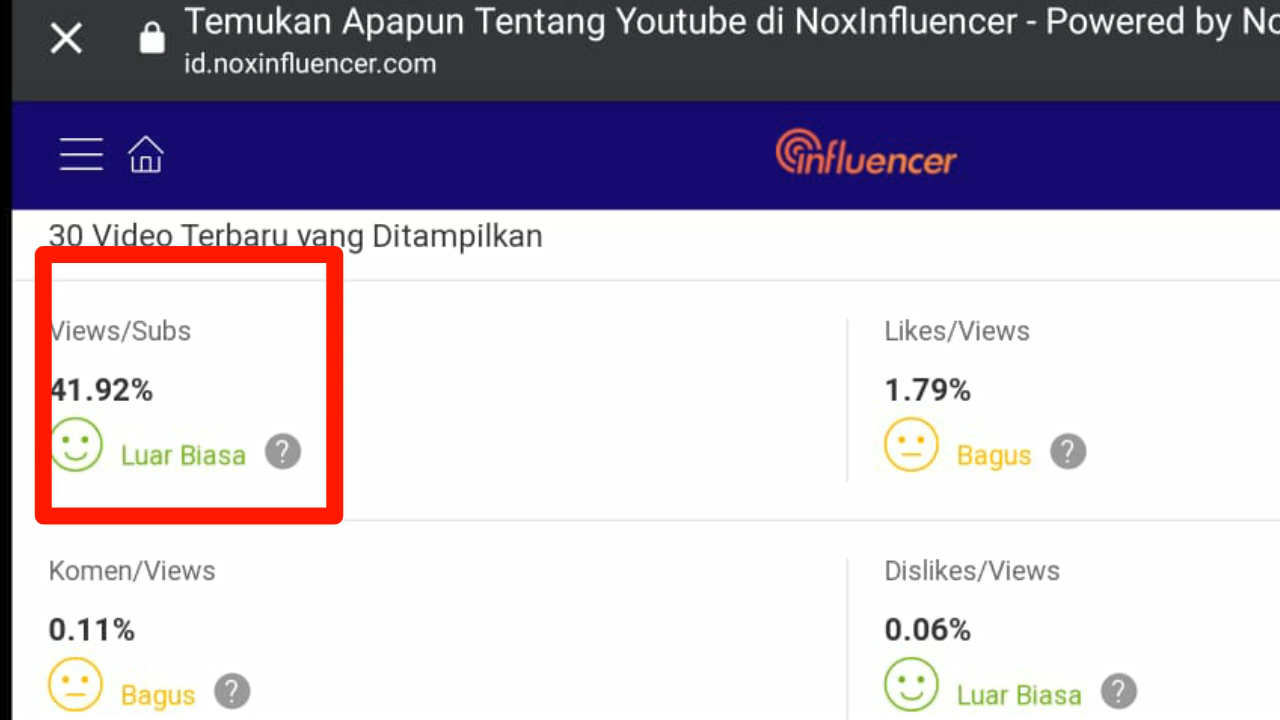 Temukan Apapun Tentang Youtube di NoxInfluencer - Powered by No
id.noxinfluencer.com
influencer
30 Video Terbaru yang Ditampilkan
Views/Subs
Likes/Views
41.92%
1.79%
Luar Biasa ?
Bagus ?
Komen/Views
Dislikes/Views
0.11%
0.06%
Bagus ?
Luar Biasa ?